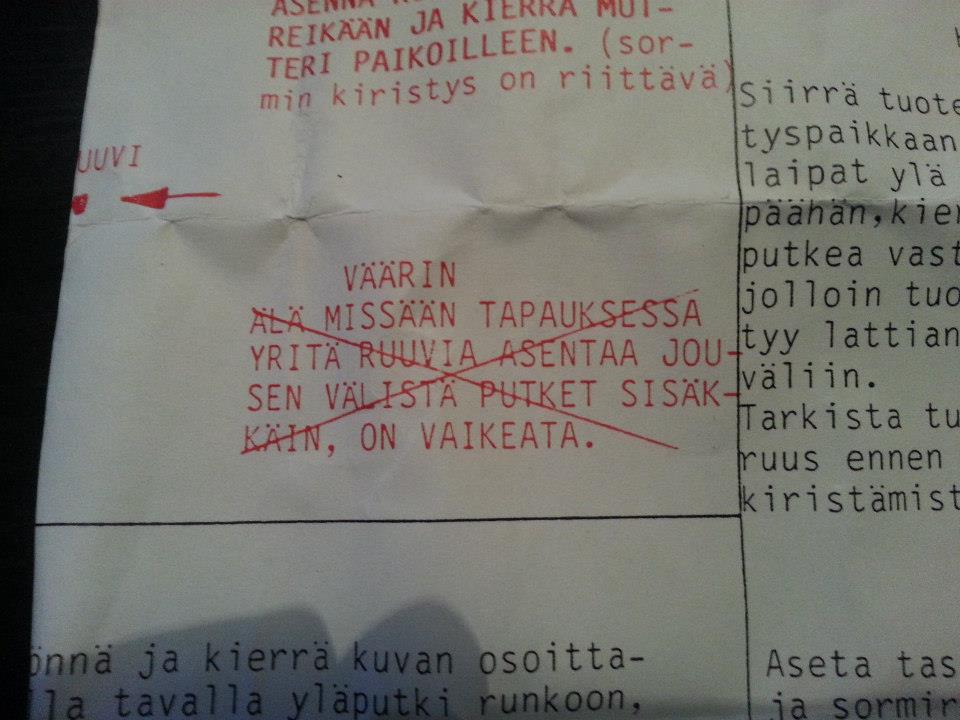 REIKÄÄN JA KIERRÄ MUT-
TERI PAIKOILLEEN. (sor-
min kiristys on riittävä)
UUVI
VÄÄRIN
ÄLÄ MISSÄÄN TAPAUKSESSA
YRITÄ RUUVIA ASENTAA JOU-
SEN VÄLISTÄ PUTKET SISÄK-
KÄIN, ON VAIKEATA.
önnä ja kierrä kuvan osoitta-
lla tavalla yläputki runkoon,
Siirrä tuote
tyspaikkaan
laipat ylä
päähän,kier
putkea vast
jolloin tuo
tyy lattian
väliin.
Tarkista tu
ruus ennen
kiristämist
Aseta tas
ja sormir